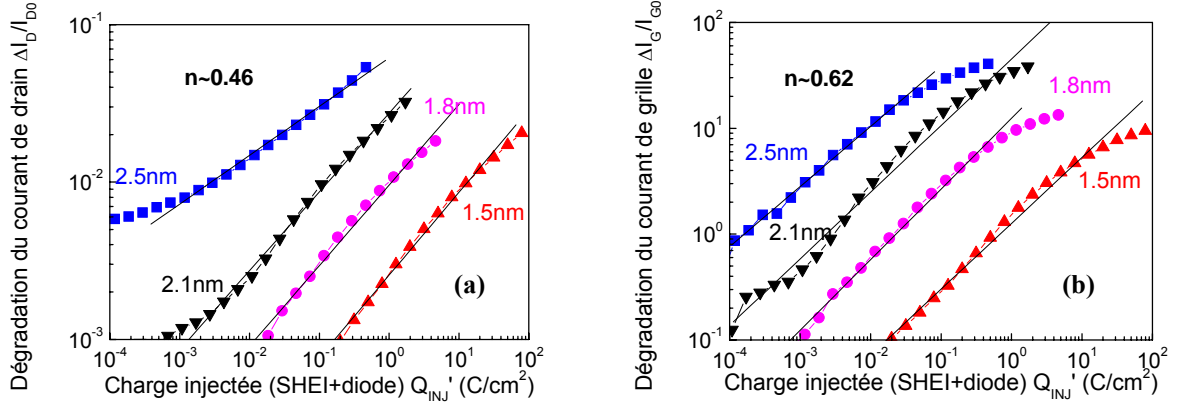 Dégradation du courant de drain ΔI_D/I_D0
10^-1
10^-2
10^-3
n~0.46
2.5nm
2.1nm
1.8nm
1.5nm
(a)
10^-4 10^-3 10^-2 10^-1 10^0 10^1 10^2
Charge injectée (SHEI+diode) Q_INJ' (C/cm²)
Dégradation du courant de grille ΔI_G/I_G0
10^2
10^1
10^0
10^-1
n~0.62
2.5nm
2.1nm
1.8nm
1.5nm
(b)
10^-4 10^-3 10^-2 10^-1 10^0 10^1 10^2
Charge injectée (SHEI+diode) Q_INJ' (C/cm²)